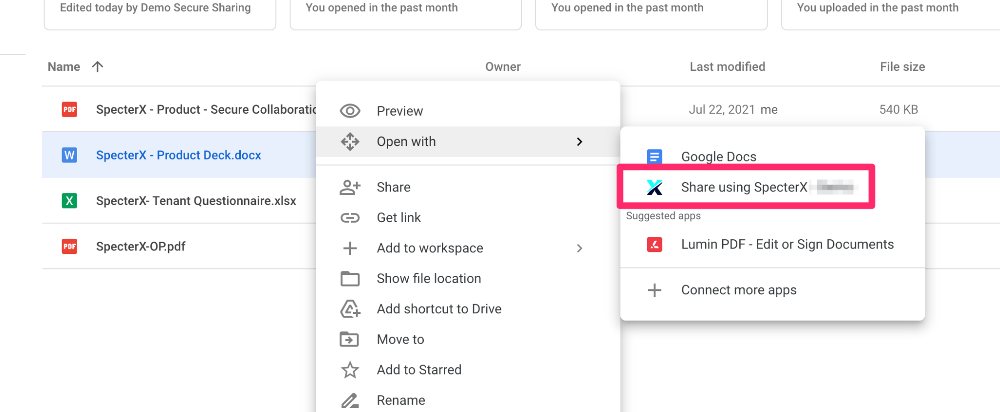 Edited today by Demo Secure Sharing
You opened in the past month
You opened in the past month
You uploaded in the past month
Name
Owner
Last modified
File size
PDF
SpecterX - Product - Secure Collaboratio
Jul 22, 2021 me
540 KB
W
SpecterX - Product Deck.docx
X
SpecterX- Tenant Questionnaire.xlsx
PDF
SpecterX-OP.pdf
Preview
Open with
Share
Get link
Add to workspace
Show file location
Add shortcut to Drive
Move to
Add to Starred
Rename
Google Docs
Share using SpecterX
Suggested apps
Lumin PDF - Edit or Sign Documents
Connect more apps